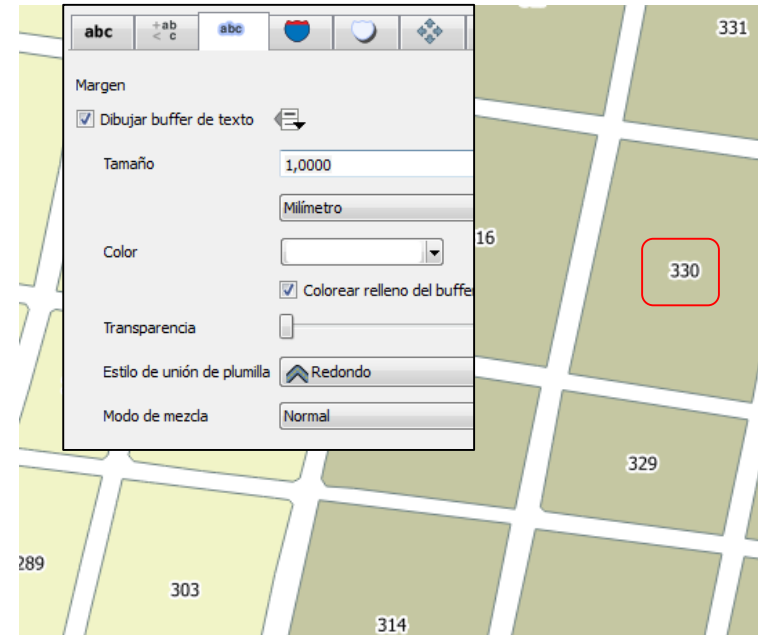 abc
+ab
< c
abc
331
Margen
Dibujar buffer de texto
Tamaño
1,0000
Milímetro
16
Color
330
Colorear relleno del buffe
Transparencia
Estilo de unión de plumilla
Redondo
Modo de mezcla
Normal
329
289
303
314